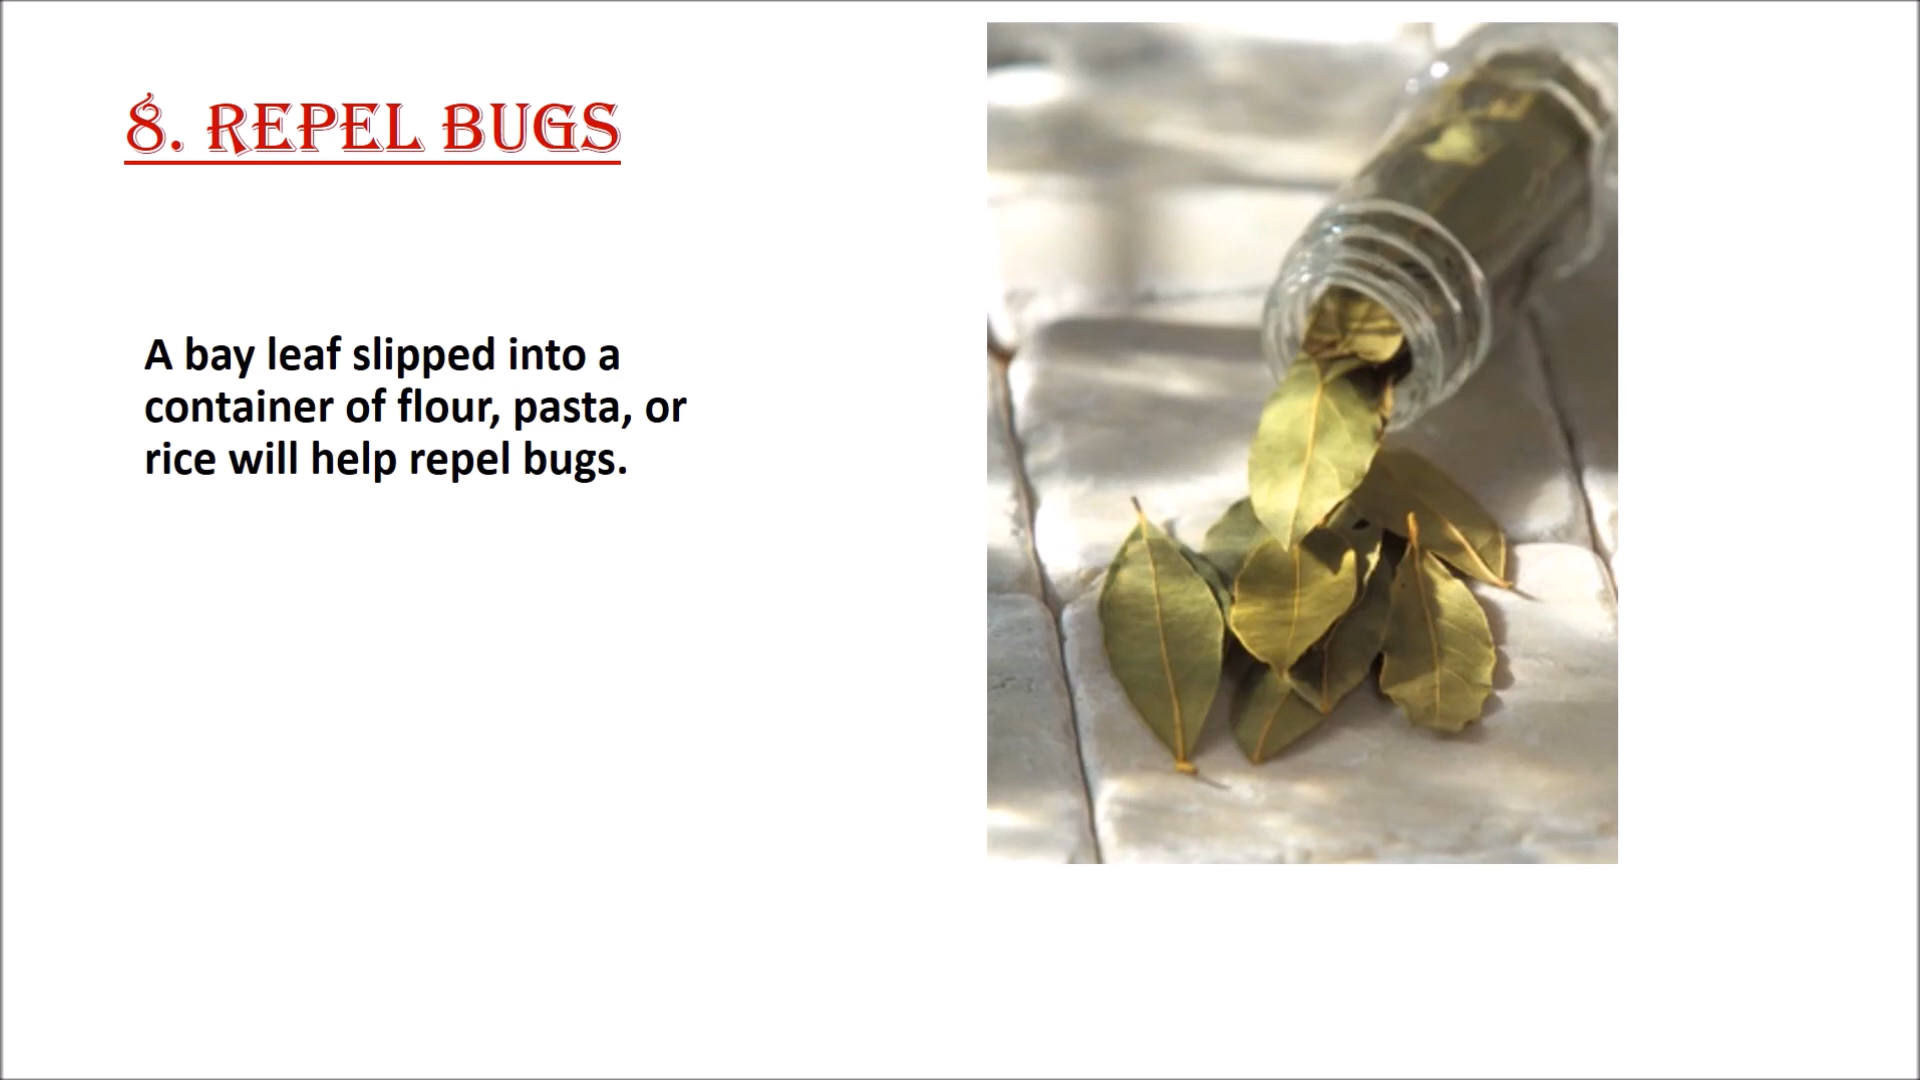 8. REPEL BUGS
A bay leaf slipped into a
container of flour, pasta, or
rice will help repel bugs.